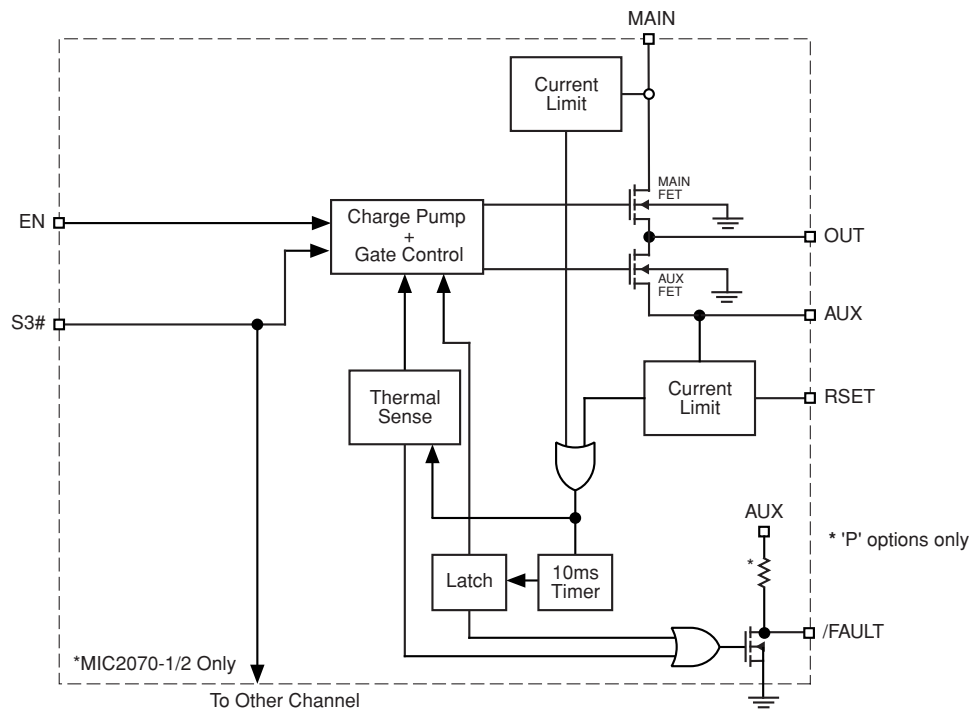 MAIN
Current
Limit
MAIN
FET
EN
Charge Pump
+
Gate Control
OUT
AUX
FET
S3#
AUX
Thermal
Sense
Current
Limit
RSET
AUX
* 'P' options only
*
Latch
10ms
Timer
/FAULT
*MIC2070-1/2 Only
To Other Channel